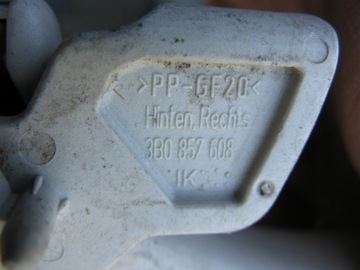 >PP-GF20<
Hinten, Rechts
3B0 857 608
IK